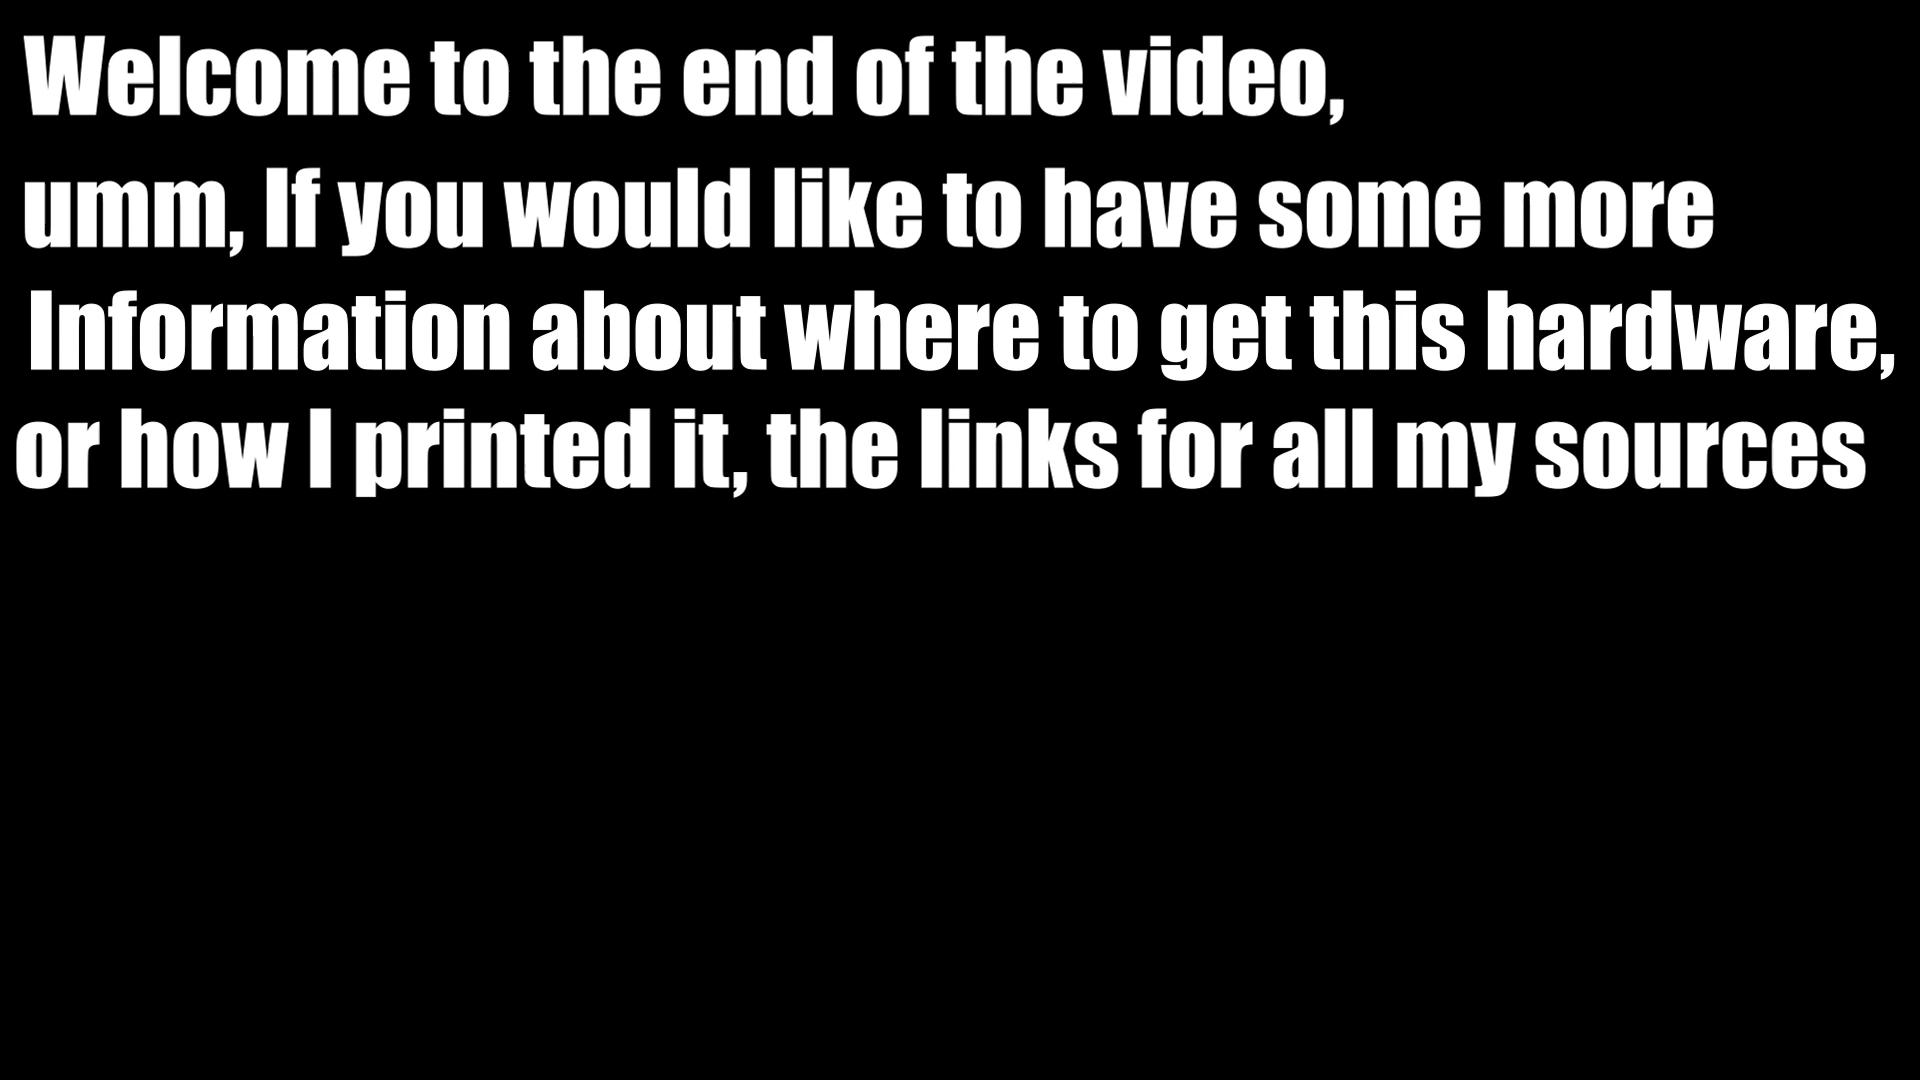 Welcome to the end of the video,
umm, If you would like to have some more
Information about where to get this hardware,
or how I printed it, the links for all my sources